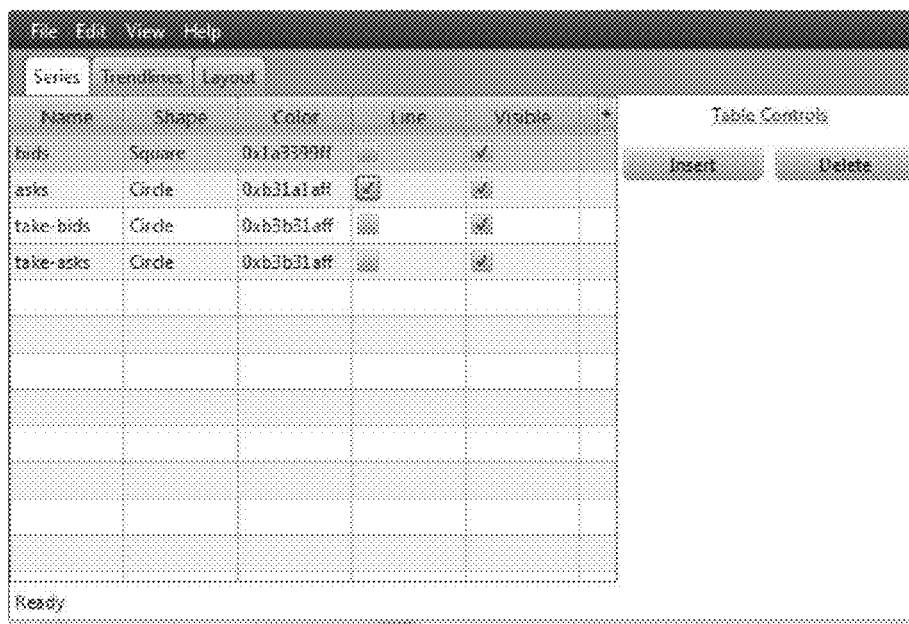 File Edit View Help
Series Trendlines Layout
Name Shape Color Line Visible + Table Controls
bids Square 0x1a3399ff Insert Delete
asks Circle 0xb31a1aff
take-bids Circle 0xb3b31aff
take-asks Circle 0xb3b31aff
Ready